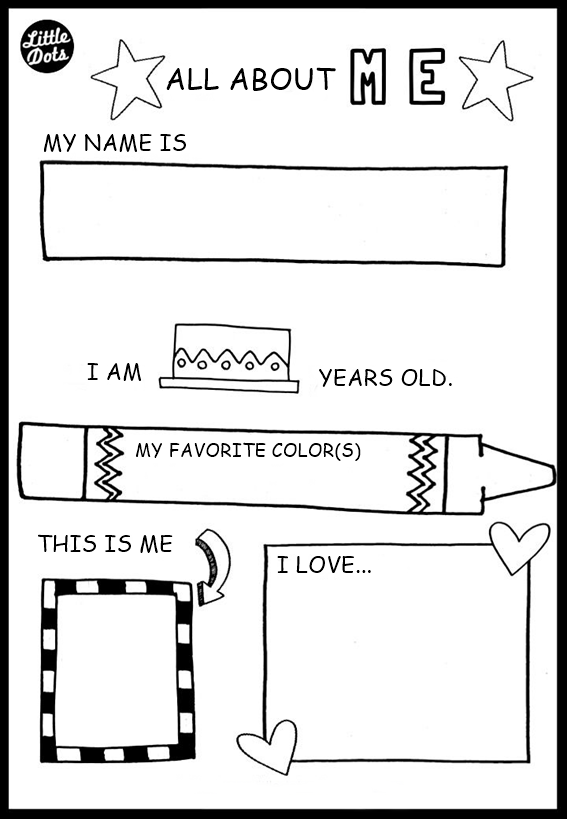 Little
Dots
ALL ABOUT ME
MY NAME IS
I AM YEARS OLD.
MY FAVORITE COLOR(S)
THIS IS ME
I LOVE...